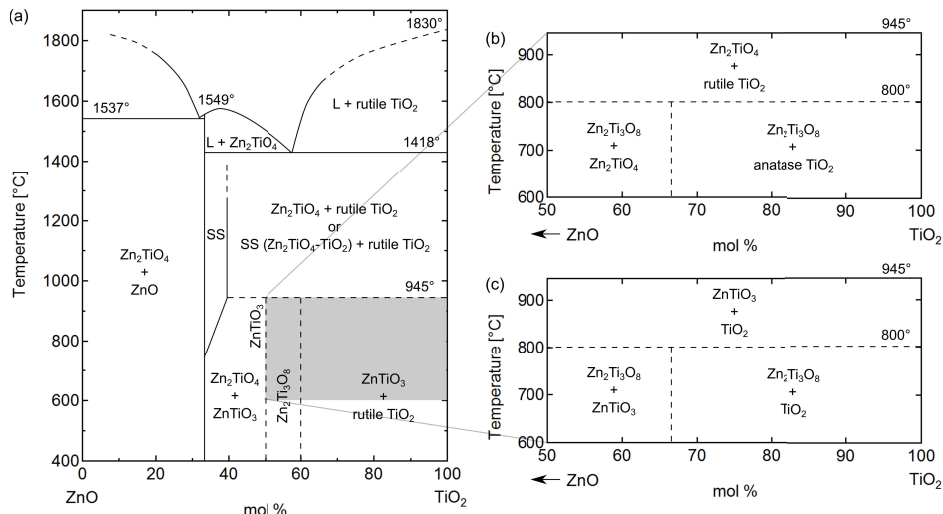 (a)
1830°
1800
1600
1537°
1549°
L + rutile TiO₂
L + Zn₂TiO₄
1418°
1400
1200
Zn₂TiO₄ + rutile TiO₂
or
SS (Zn₂TiO₄-TiO₂) + rutile TiO₂
SS
Zn₂TiO₄
+
ZnO
1000
945°
800
ZnTiO₃
Zn₂Ti₃O₈
Zn₂TiO₄
+
ZnTiO₃
ZnTiO₃
+
rutile TiO₂
600
400
Temperature [°C]
0 20 40 60 80 100
ZnO
mol %
TiO₂
(b)
945°
900
Zn₂TiO₄
+
rutile TiO₂
800°
800
Zn₂Ti₃O₈
+
Zn₂TiO₄
Zn₂Ti₃O₈
+
anatase TiO₂
700
600
Temperature [°C]
50 60 70 80 90 100
ZnO
mol %
TiO₂
(c)
945°
900
ZnTiO₃
+
TiO₂
800°
800
Zn₂Ti₃O₈
+
ZnTiO₃
Zn₂Ti₃O₈
+
TiO₂
700
600
Temperature [°C]
50 60 70 80 90 100
ZnO
mol %
TiO₂